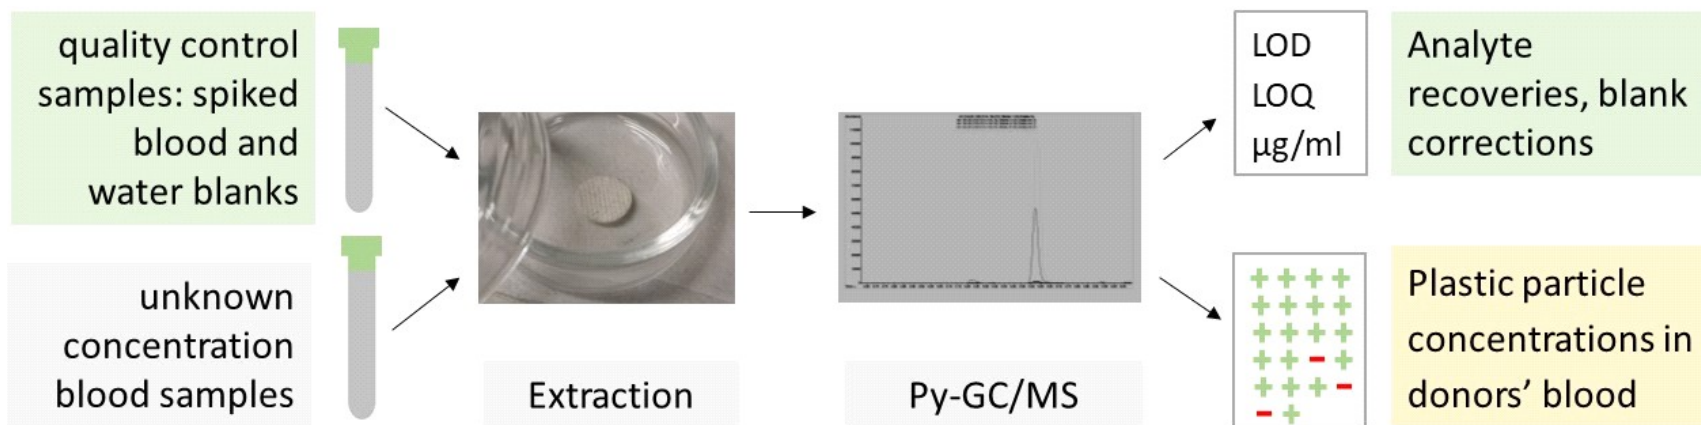 quality control
samples: spiked
blood and
water blanks
unknown
concentration
blood samples
Extraction
Py-GC/MS
LOD
LOQ
µg/ml
Analyte
recoveries, blank
corrections
+ + + +
+ + + +
+ + + +
+ + - +
+ + + -
- +
Plastic particle
concentrations in
donors’ blood